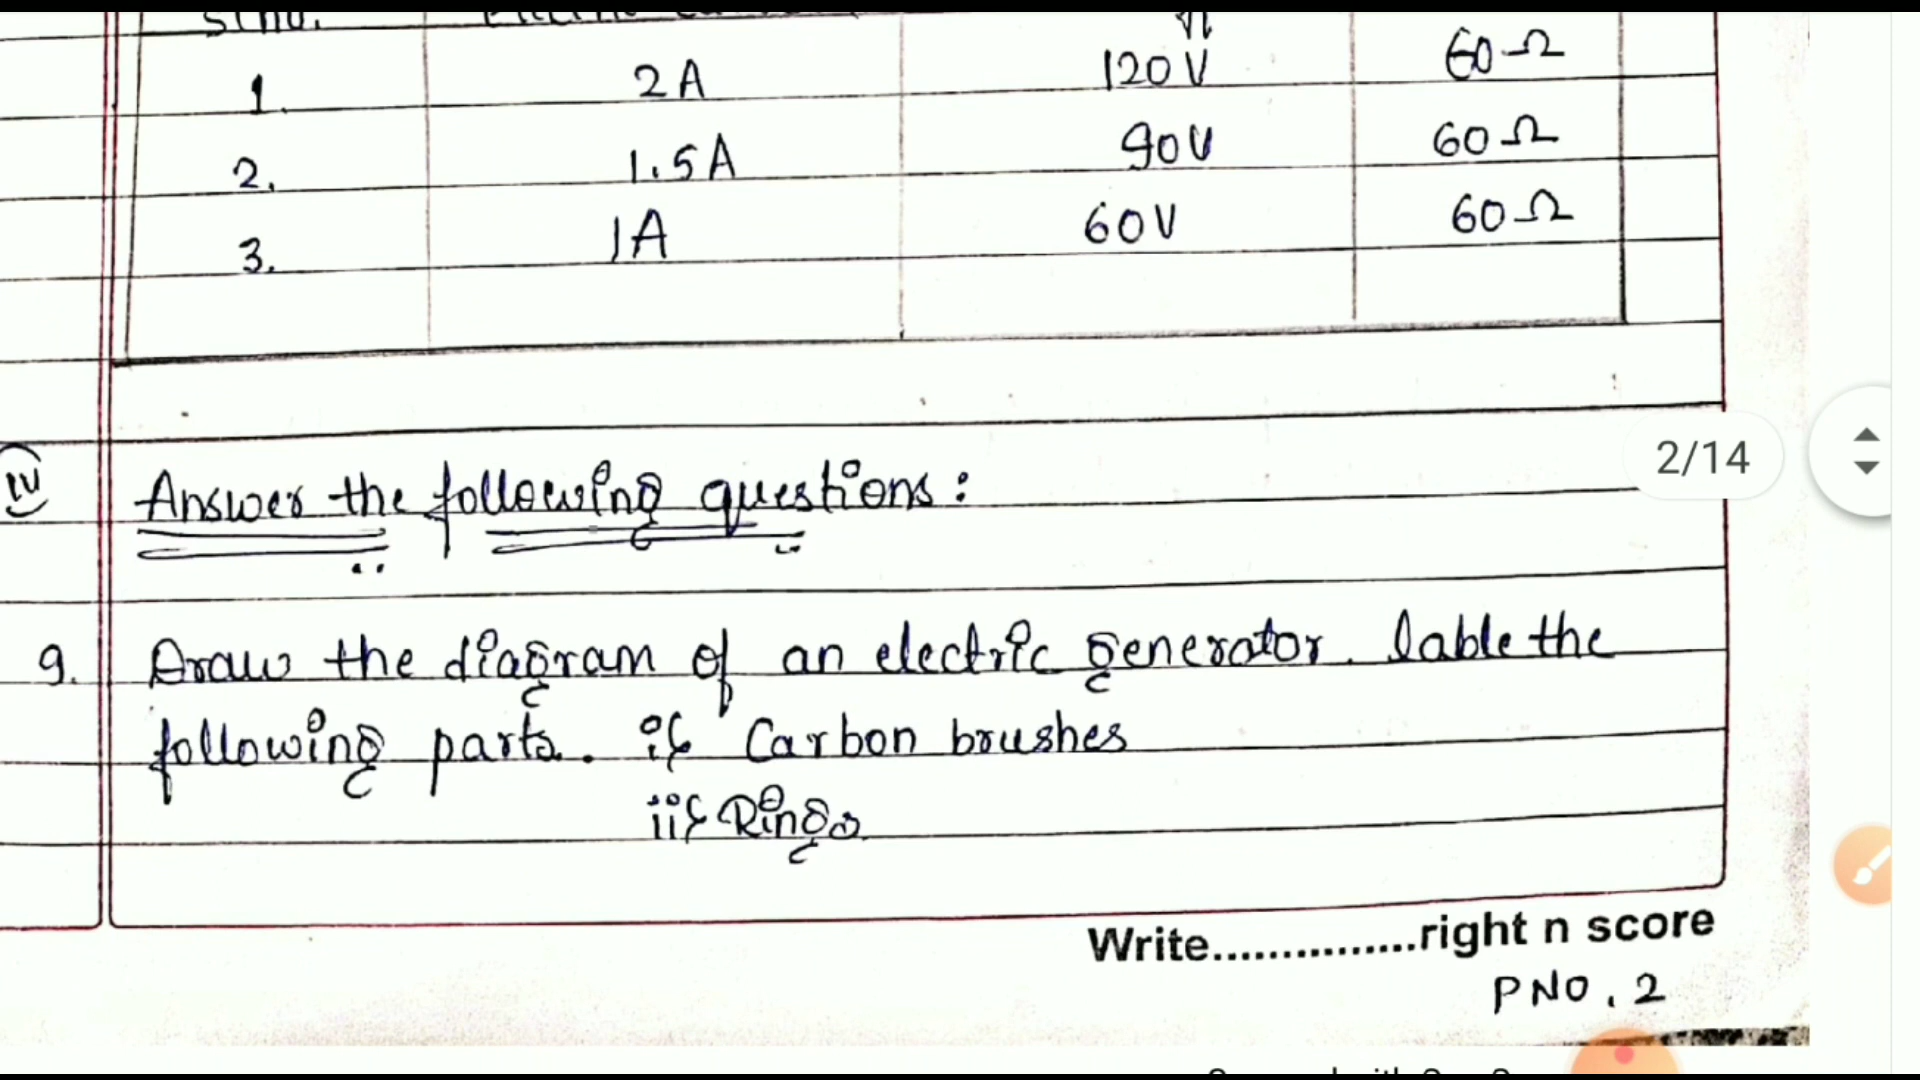 Sl no.
1. 2A 120V 60Ω
2. 1.5A 90V 60Ω
3. 1A 60V 60Ω
2/14
IV Answer the following questions:
9. Draw the diagram of an electric generator. lable the
following parts. i) Carbon brushes
ii) Rings
Write...............right n score
PNO. 2